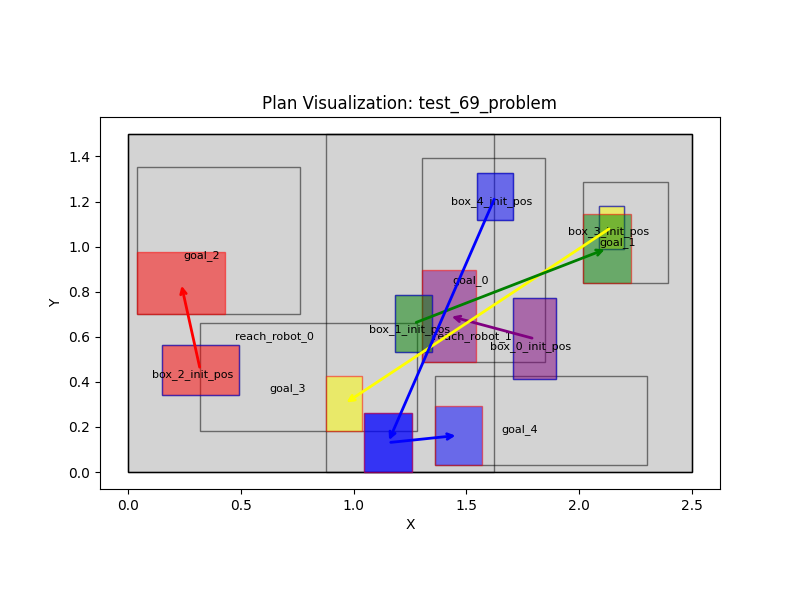 Plan Visualization: test_69_problem
1.4
1.2
1.0
0.8
0.6
0.4
0.2
0.0
Y
box_4_init_pos
box_3_init_pos
goal_1
goal_2
goal_0
box_1_init_pos
reach_robot_0
reach_robot_1
box_0_init_pos
box_2_init_pos
goal_3
goal_4
0.0 0.5 1.0 1.5 2.0 2.5
X